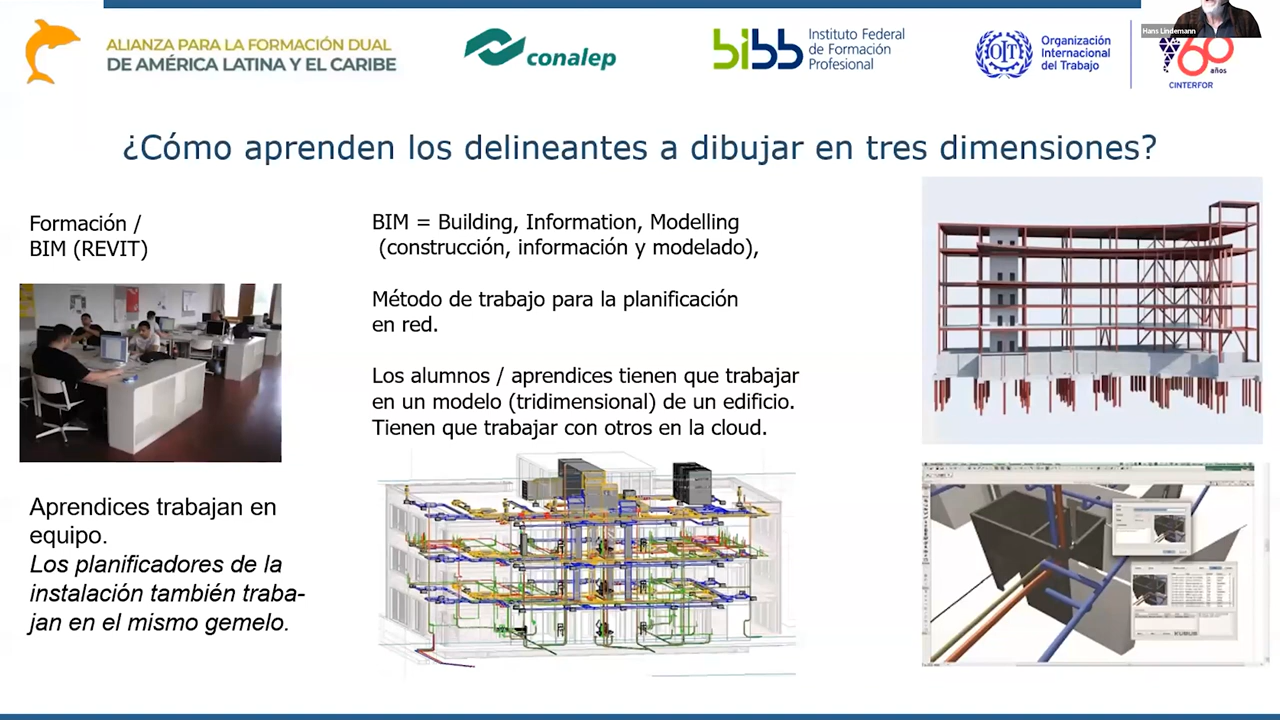 ALIANZA PARA LA FORMACIÓN DUAL
DE AMÉRICA LATINA Y EL CARIBE
conalep
bibb
Instituto Federal
de Formación
Profesional
OIT
Organización
Internacional
del Trabajo
60
años
CINTERFOR
Hans Lindemann
¿Cómo aprenden los delineantes a dibujar en tres dimensiones?
Formación /
BIM (REVIT)
Aprendices trabajan en
equipo.
Los planificadores de la
instalación también traba-
jan en el mismo gemelo.
BIM = Building, Information, Modelling
(construcción, información y modelado),
Método de trabajo para la planificación
en red.
Los alumnos / aprendices tienen que trabajar
en un modelo (tridimensional) de un edificio.
Tienen que trabajar con otros en la cloud.